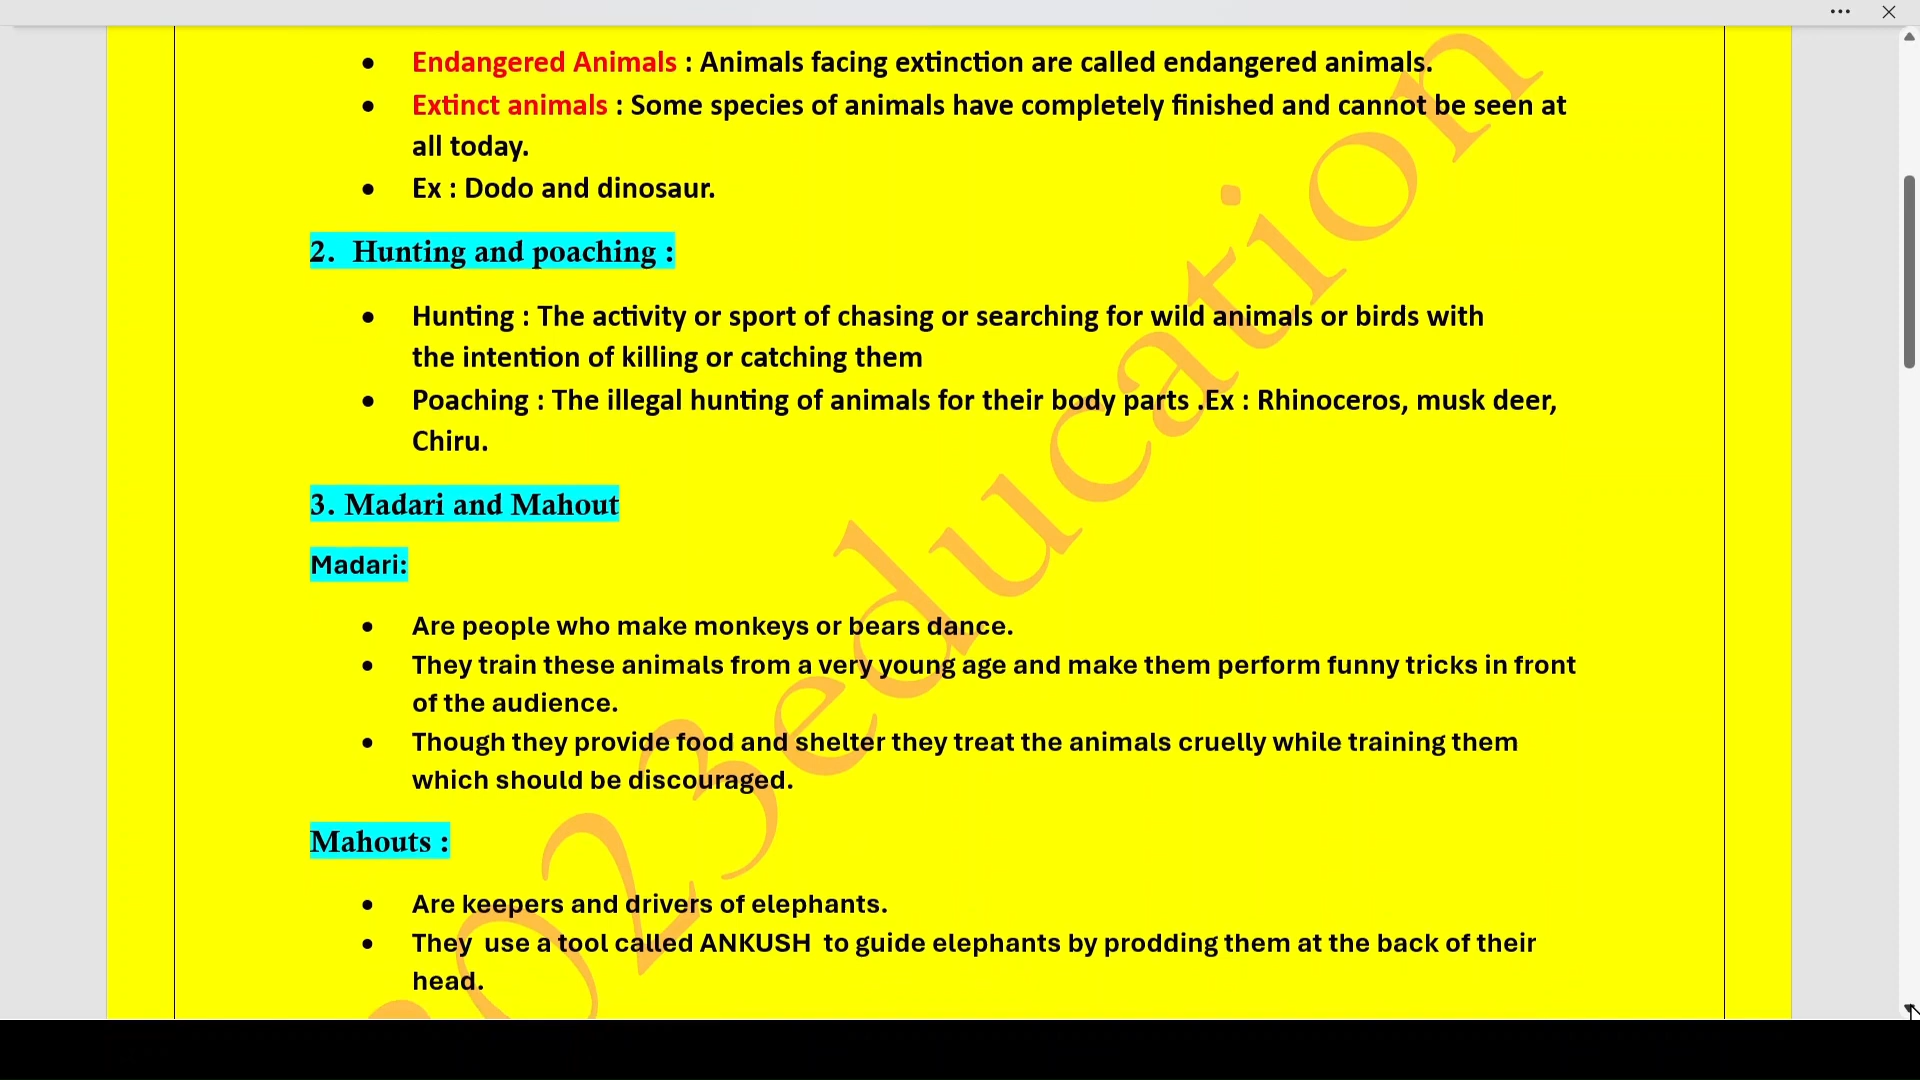 • Endangered Animals : Animals facing extinction are called endangered animals.
• Extinct animals : Some species of animals have completely finished and cannot be seen at
all today.
• Ex : Dodo and dinosaur.
2. Hunting and poaching :
• Hunting : The activity or sport of chasing or searching for wild animals or birds with
the intention of killing or catching them
• Poaching : The illegal hunting of animals for their body parts .Ex : Rhinoceros, musk deer,
Chiru.
3. Madari and Mahout
Madari:
• Are people who make monkeys or bears dance.
• They train these animals from a very young age and make them perform funny tricks in front
of the audience.
• Though they provide food and shelter they treat the animals cruelly while training them
which should be discouraged.
Mahouts :
• Are keepers and drivers of elephants.
• They use a tool called ANKUSH to guide elephants by prodding them at the back of their
head.
2023education